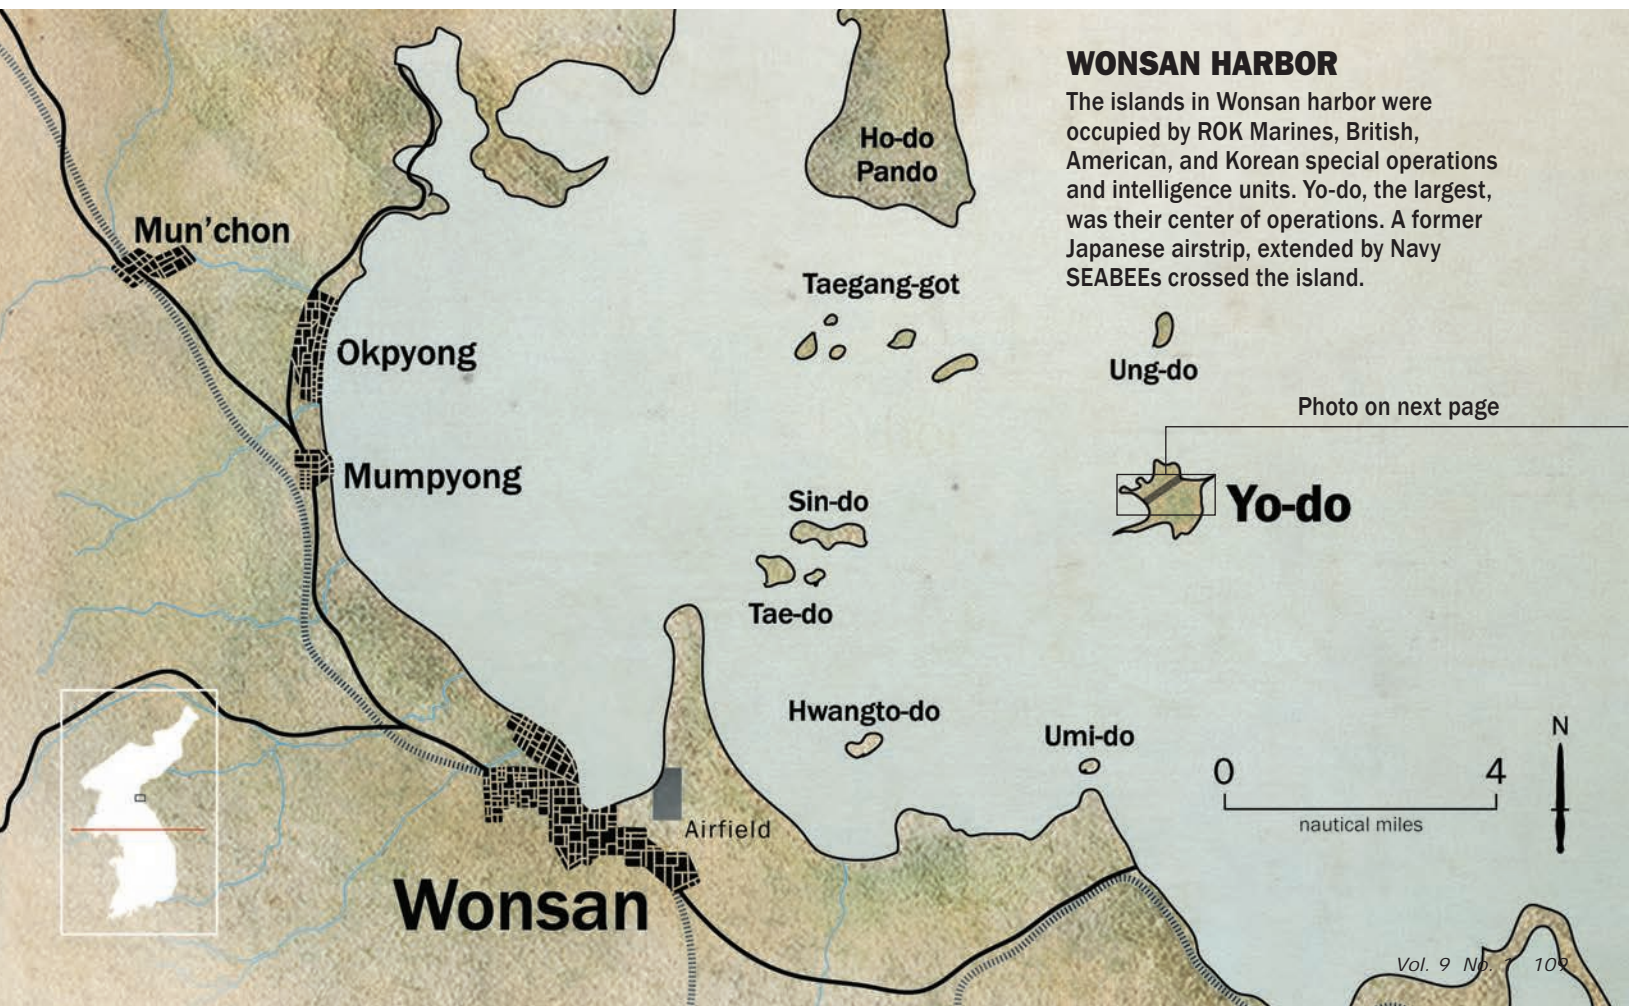 WONSAN HARBOR
The islands in Wonsan harbor were
occupied by ROK Marines, British,
American, and Korean special operations
and intelligence units. Yo-do, the largest,
was their center of operations. A former
Japanese airstrip, extended by Navy
SEABEEs crossed the island.
Ho-do
Pando
Mun'chon
Taegang-got
Okpyong
Ung-do
Photo on next page
Mumpyong
Sin-do
Yo-do
Tae-do
Hwangto-do
Umi-do
N
0 4
nautical miles
Airfield
Wonsan
Vol. 9 No. 1 109